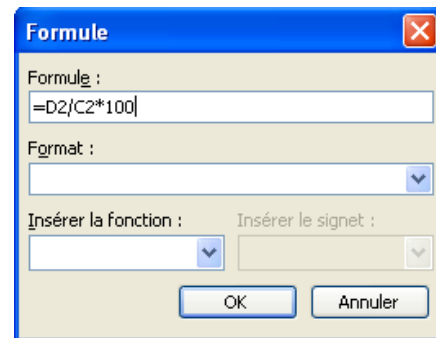 Formule
Formule :
=D2/C2*100
Format :
Insérer la fonction : Insérer le signet :
OK Annuler